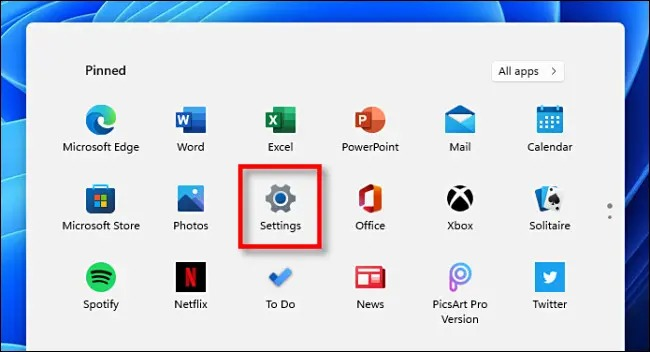 Pinned
All apps >
Microsoft Edge
Word
Excel
PowerPoint
Mail
Calendar
Microsoft Store
Photos
Settings
Office
Xbox
Solitaire
Spotify
Netflix
To Do
News
PicsArt Pro
Version
Twitter